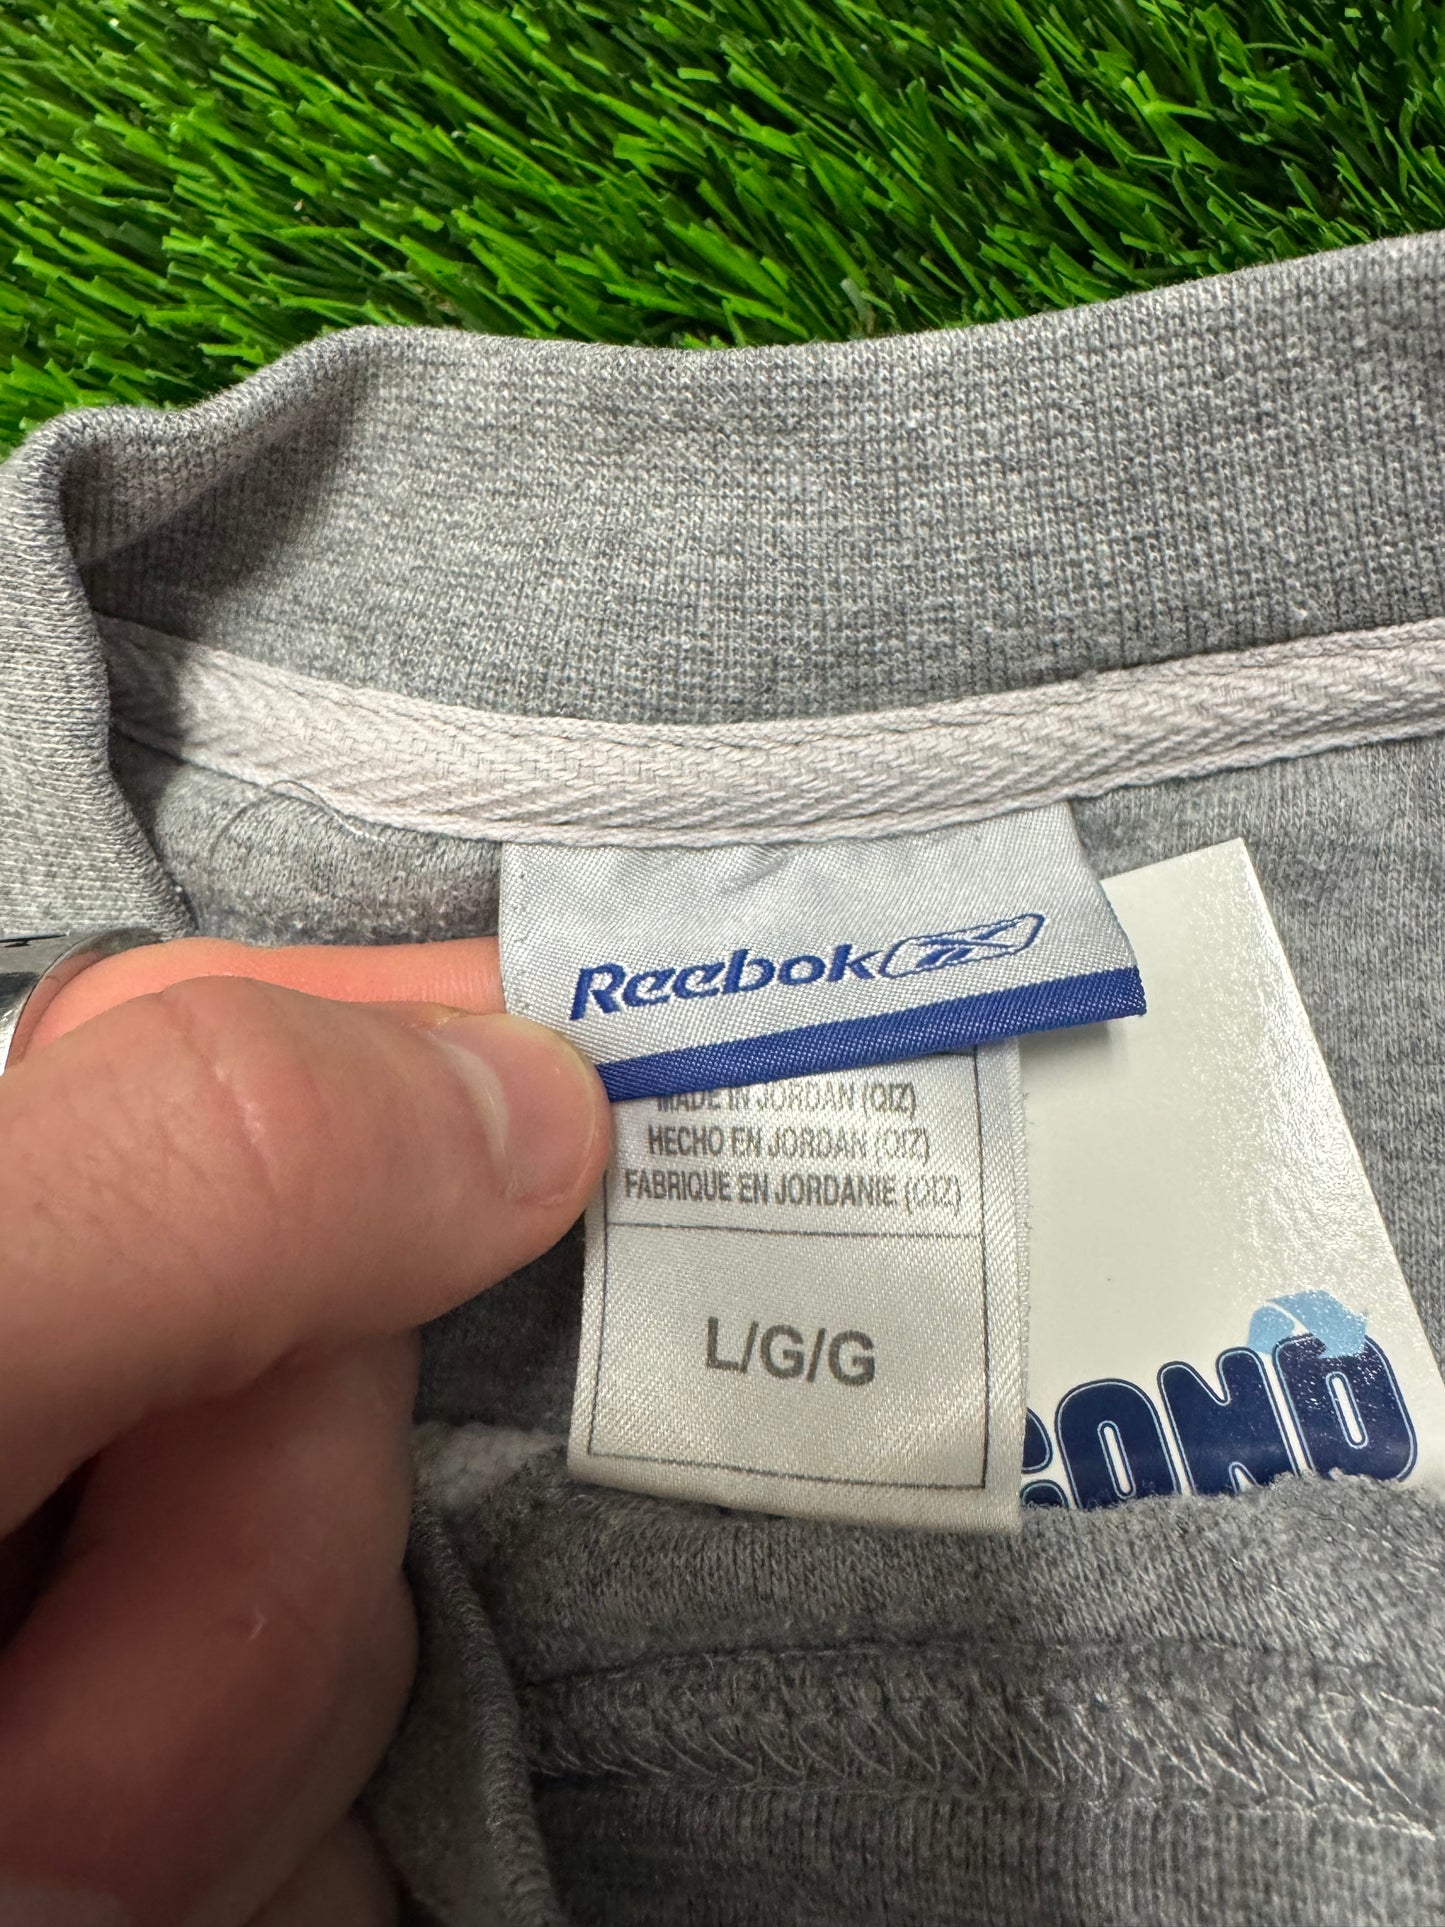 Reebok
MADE IN JORDAN (QIZ)
HECHO EN JORDAN (QIZ)
FABRIQUE EN JORDANIE (QIZ)
L/G/G